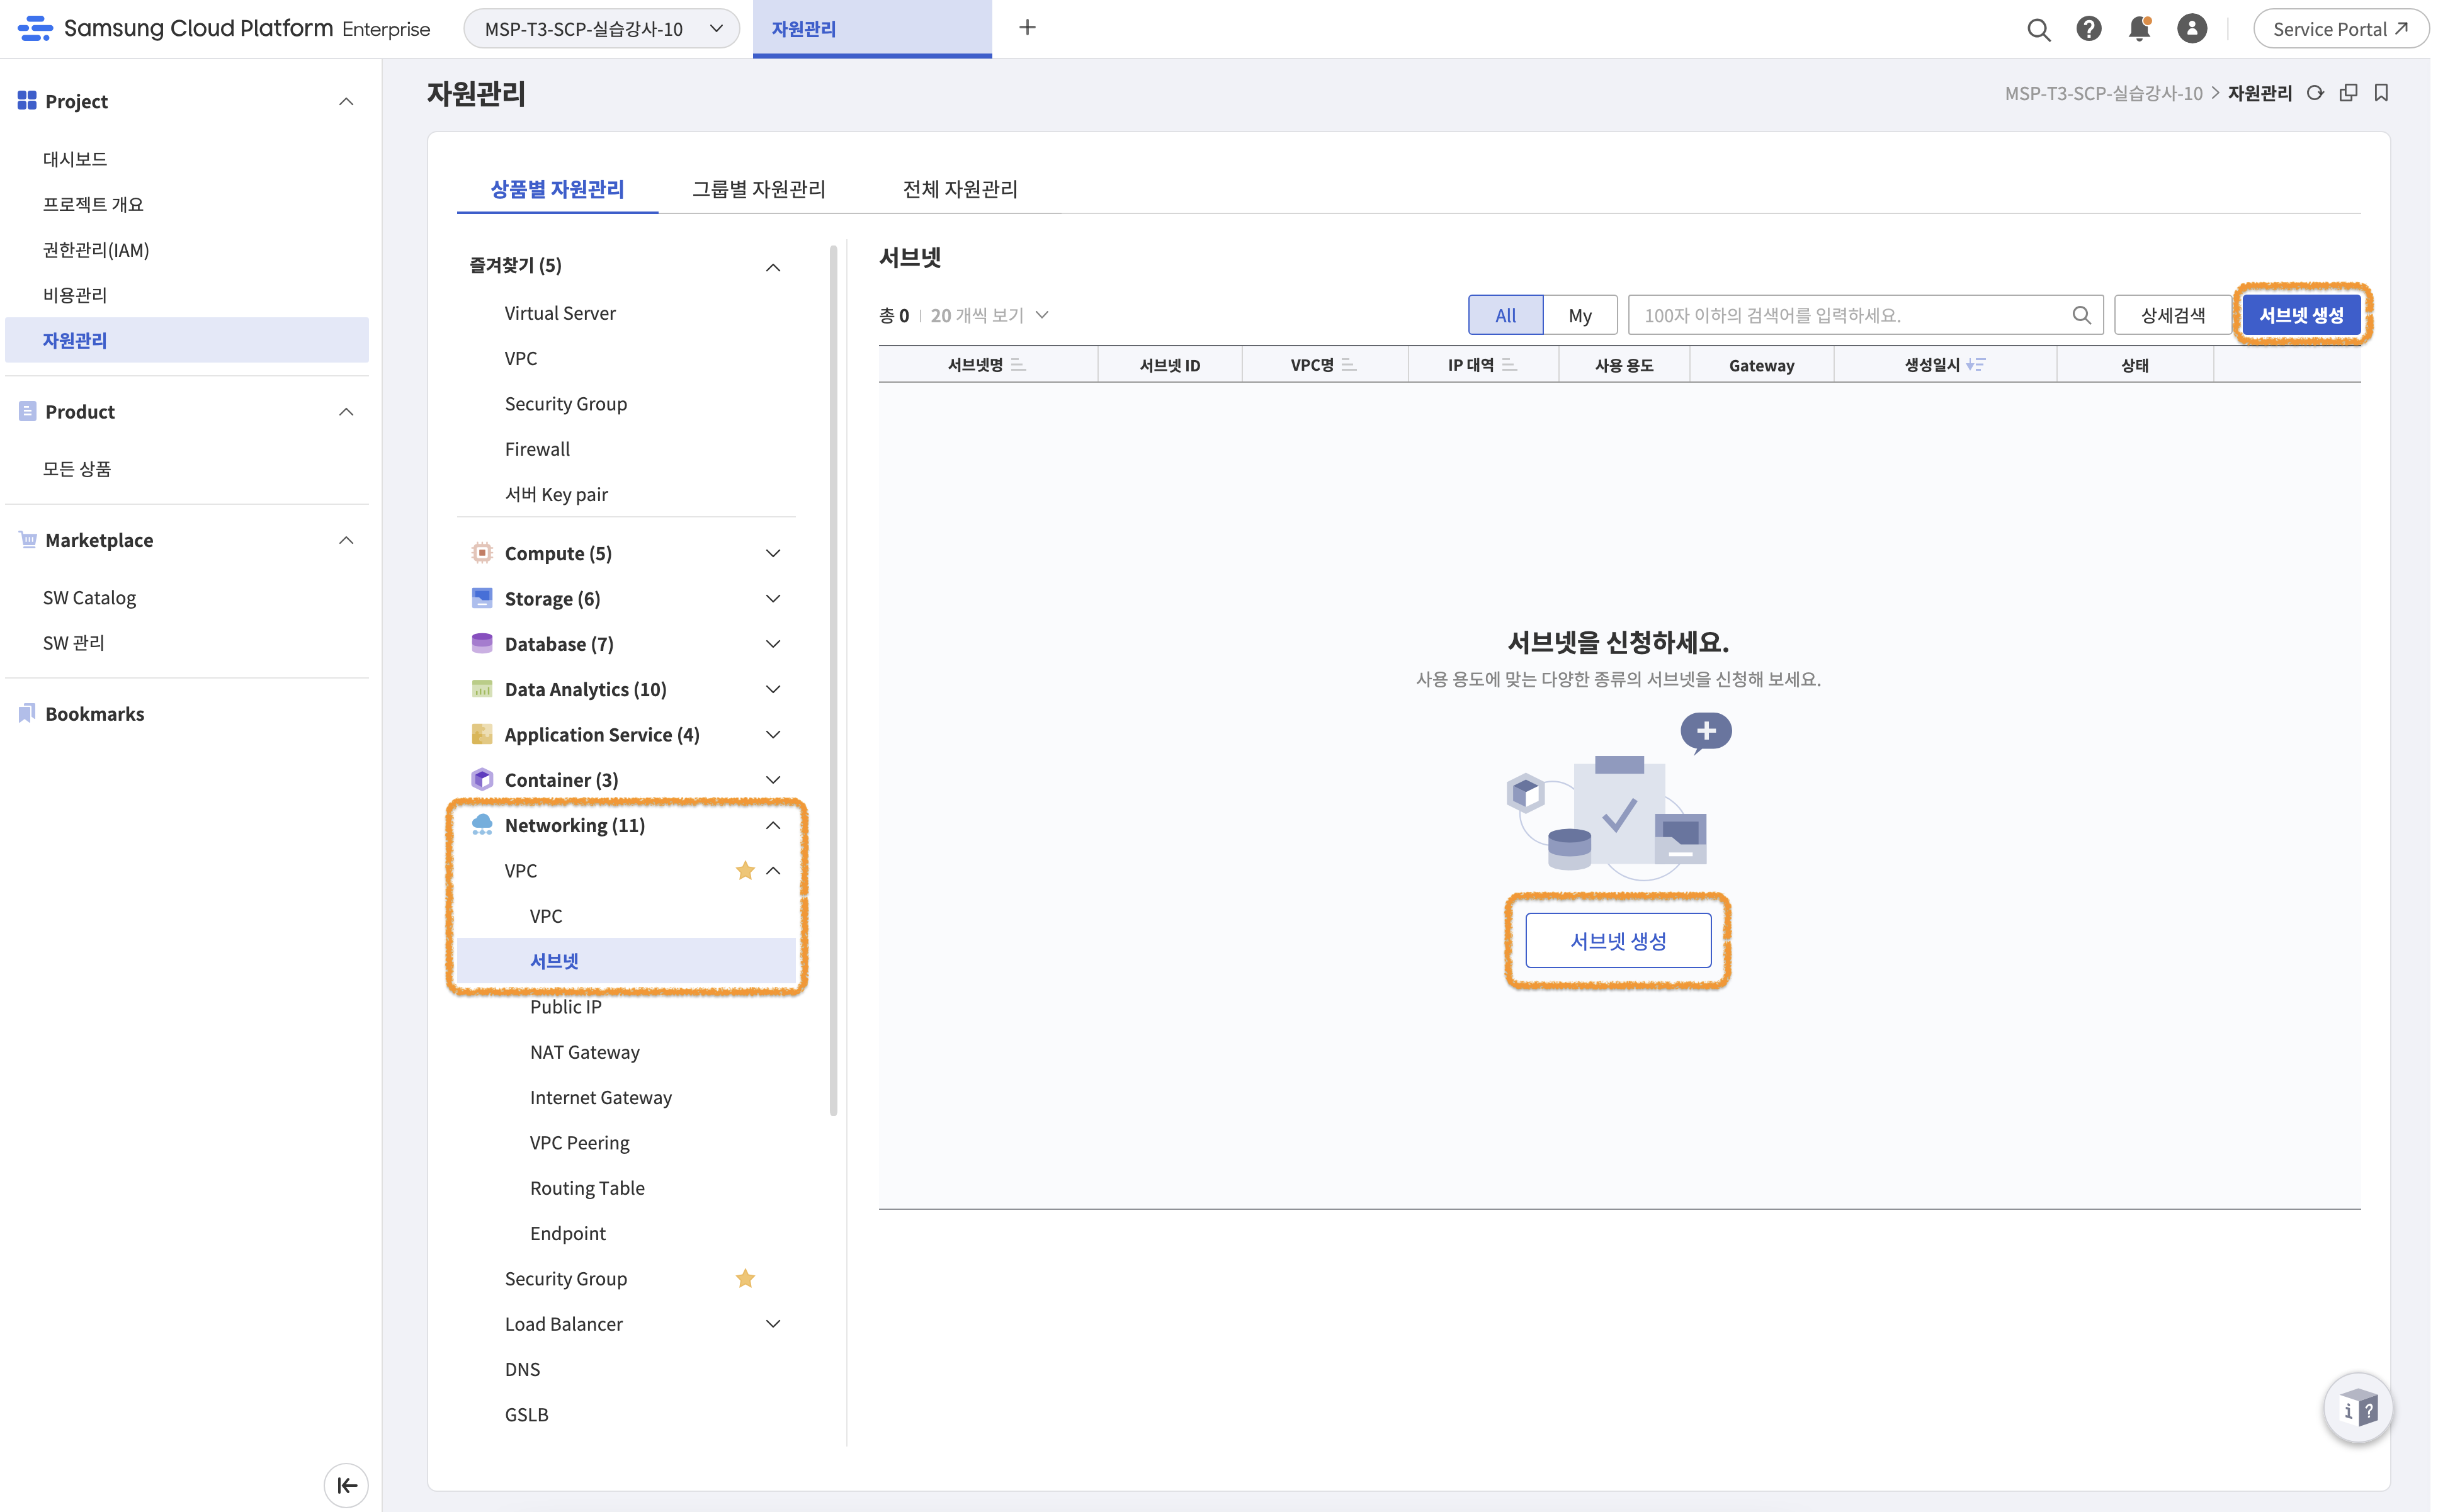 Samsung Cloud Platform Enterprise
MSP-T3-SCP-실습강사-10
자원관리
Service Portal
Project
대시보드
프로젝트 개요
권한관리(IAM)
비용관리
자원관리
Product
모든 상품
Marketplace
SW Catalog
SW 관리
Bookmarks
자원관리
MSP-T3-SCP-실습강사-10 > 자원관리
상품별 자원관리
그룹별 자원관리
전체 자원관리
즐겨찾기 (5)
Virtual Server
VPC
Security Group
Firewall
서버 Key pair
Compute (5)
Storage (6)
Database (7)
Data Analytics (10)
Application Service (4)
Container (3)
Networking (11)
VPC
VPC
서브넷
Public IP
NAT Gateway
Internet Gateway
VPC Peering
Routing Table
Endpoint
Security Group
Load Balancer
DNS
GSLB
서브넷
총 0 | 20 개씩 보기
All
My
100자 이하의 검색어를 입력하세요.
상세검색
서브넷 생성
서브넷명
서브넷 ID
VPC명
IP 대역
사용 용도
Gateway
생성일시
상태
서브넷을 신청하세요.
사용 용도에 맞는 다양한 종류의 서브넷을 신청해 보세요.
서브넷 생성
i ?